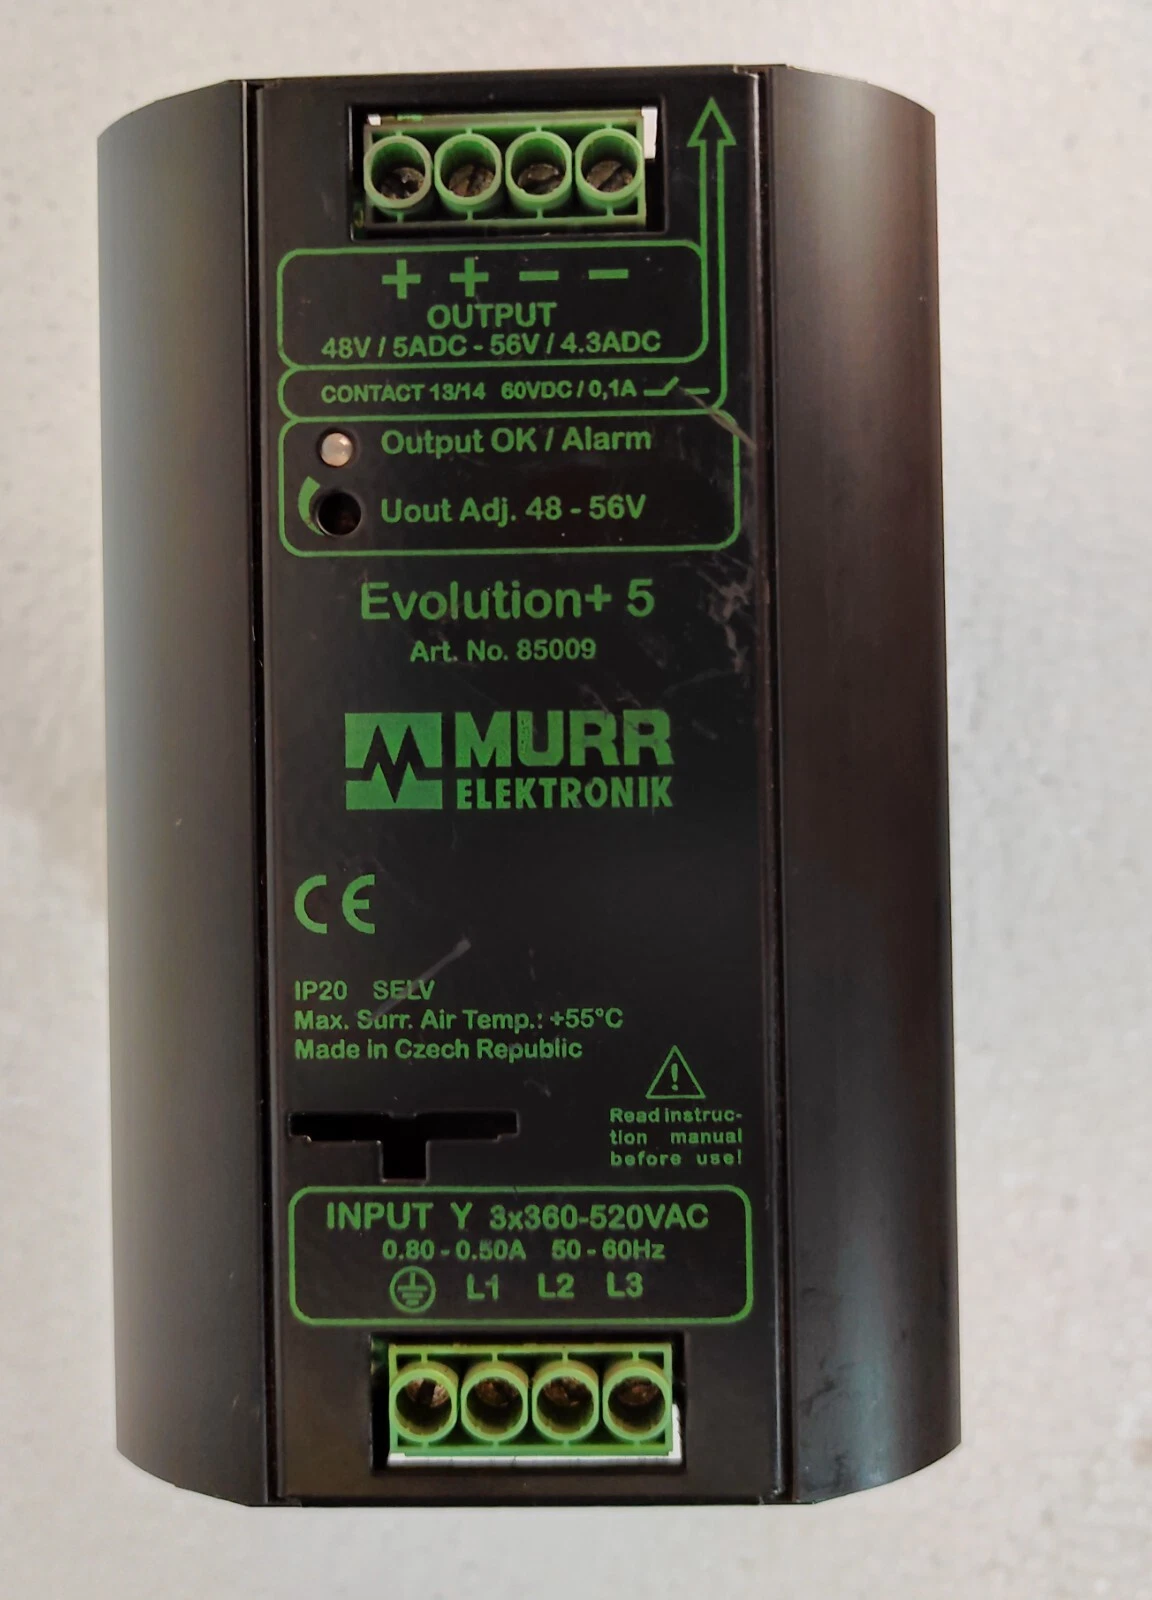 + + − −
OUTPUT
48V / 5ADC - 56V / 4.3ADC
CONTACT 13/14 60VDC / 0,1A
Output OK / Alarm
Uout Adj. 48 - 56V
Evolution+ 5
Art. No. 85009
MURR
ELEKTRONIK
CE
IP20 SELV
Max. Surr. Air Temp.: +55°C
Made in Czech Republic
Read instruc-
tion manual
before use!
INPUT Y 3x360-520VAC
0.80 - 0.50A 50 - 60Hz
L1 L2 L3